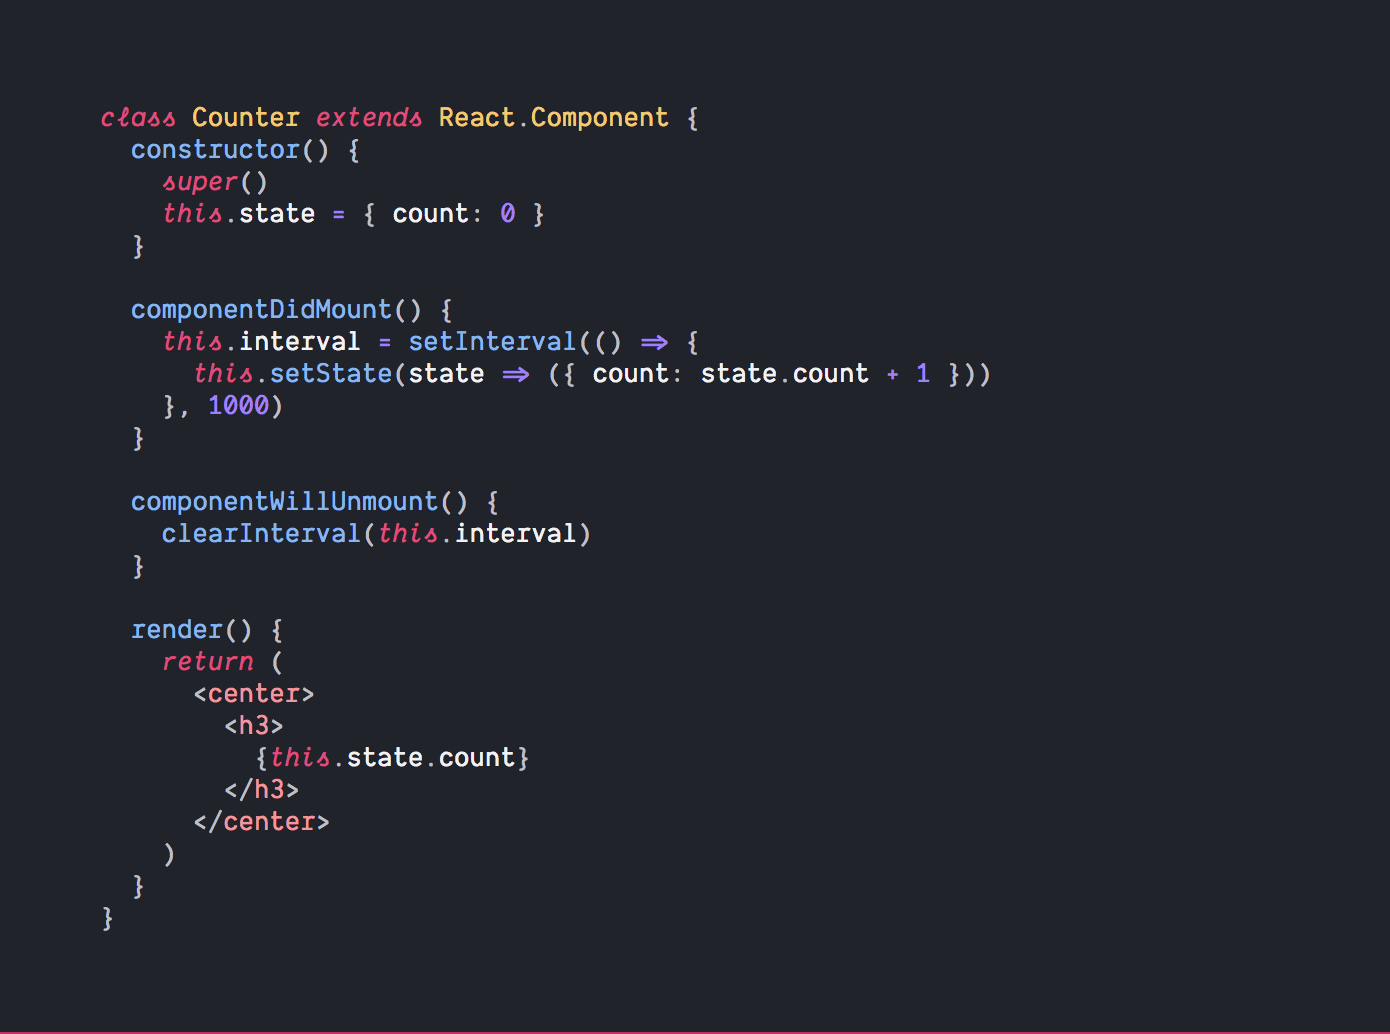 class Counter extends React.Component {
  constructor() {
    super()
    this.state = { count: 0 }
  }

  componentDidMount() {
    this.interval = setInterval(() => {
      this.setState(state => ({ count: state.count + 1 }))
    }, 1000)
  }

  componentWillUnmount() {
    clearInterval(this.interval)
  }

  render() {
    return (
      <center>
        <h3>
          {this.state.count}
        </h3>
      </center>
    )
  }
}